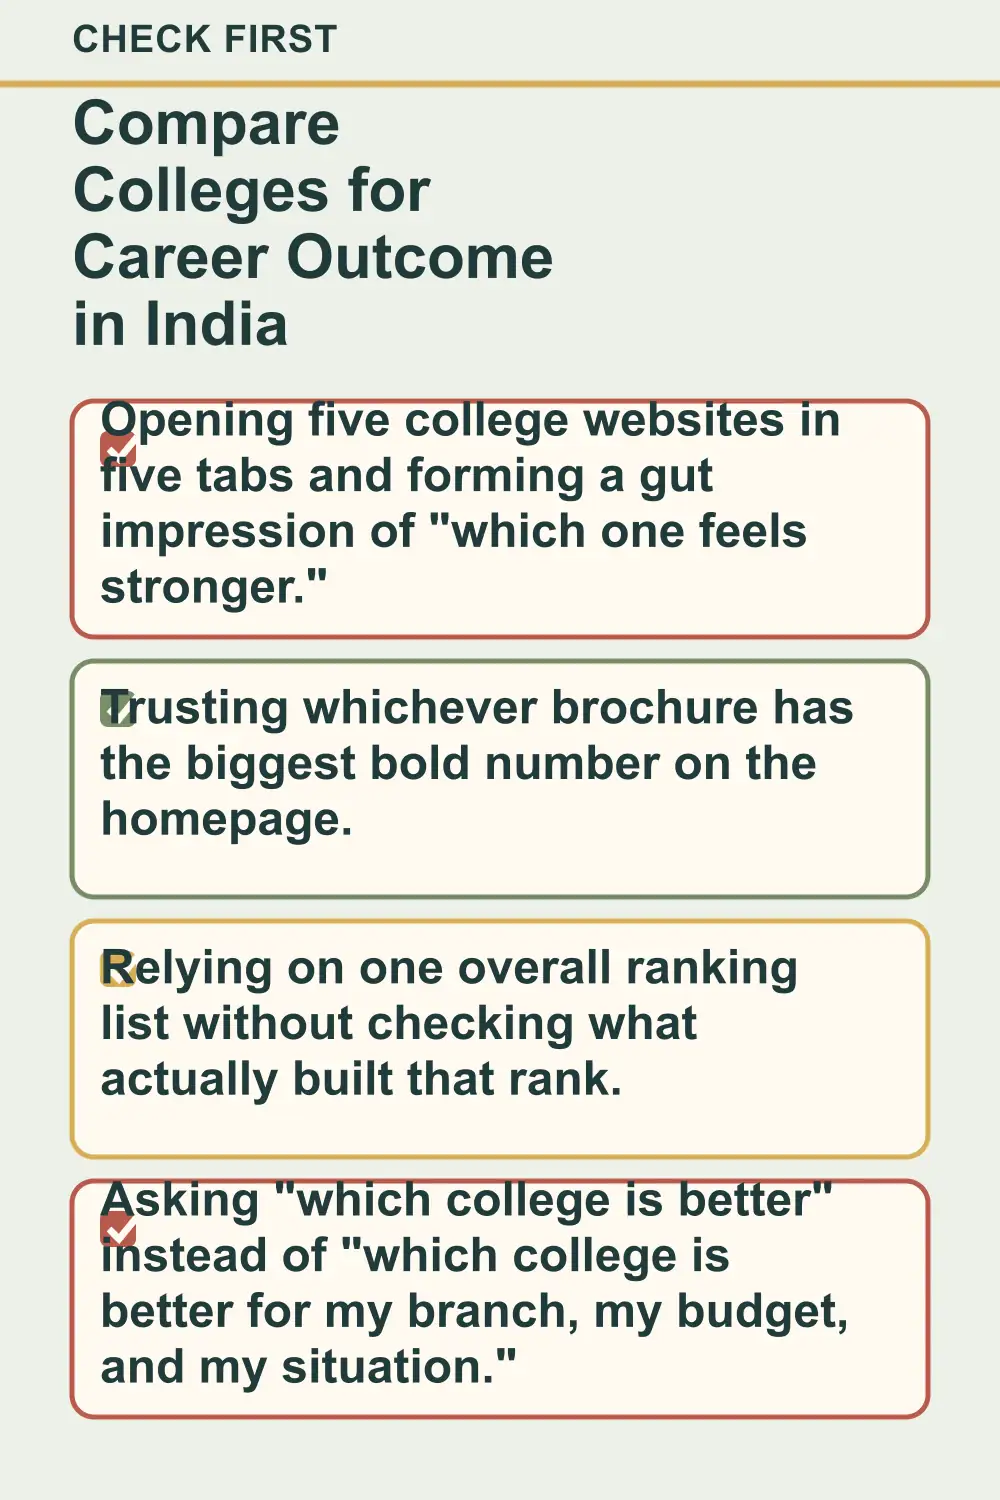 CHECK FIRST
Compare
Colleges for
Career Outcome
in India
Opening five college websites in
five tabs and forming a gut
impression of "which one feels
stronger."
Trusting whichever brochure has
the biggest bold number on the
homepage.
Relying on one overall ranking
list without checking what
actually built that rank.
Asking "which college is better"
instead of "which college is
better for my branch, my budget,
and my situation."